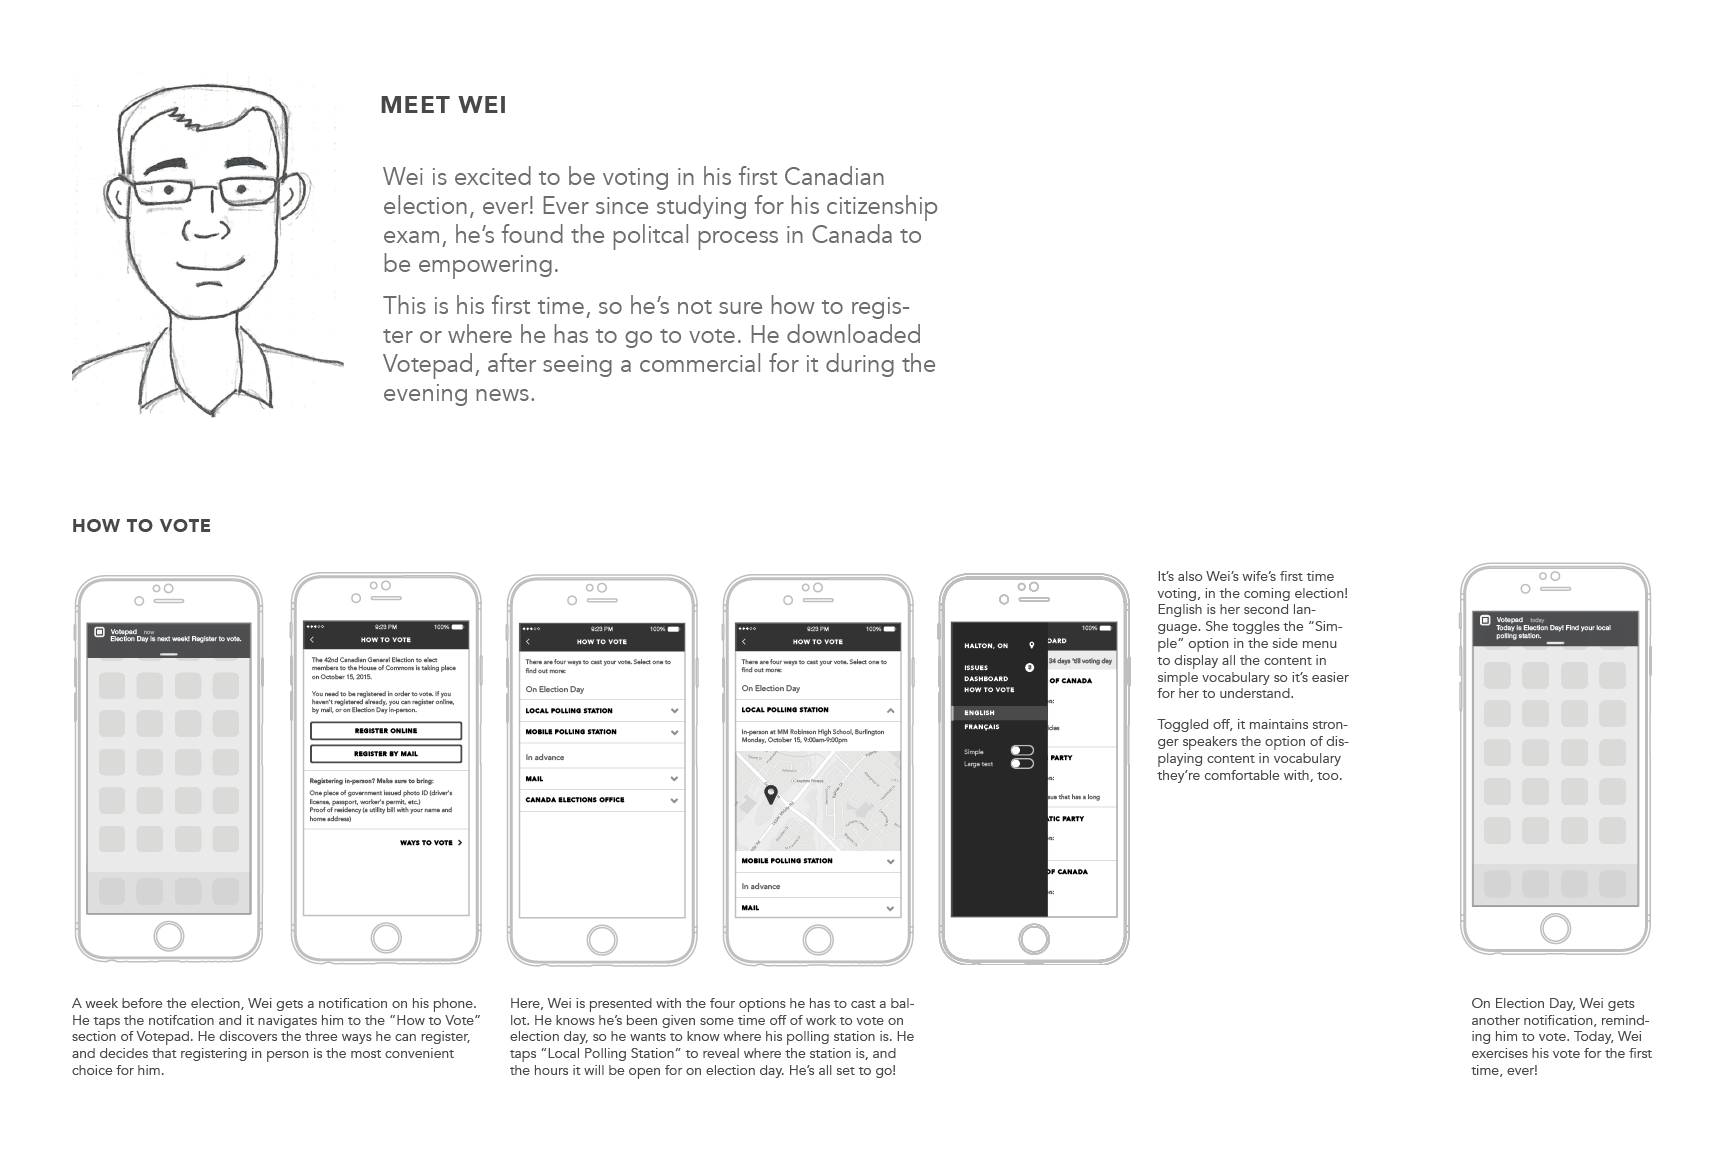 MEET WEI
Wei is excited to be voting in his first Canadian
election, ever! Ever since studying for his citizenship
exam, he's found the politcal process in Canada to
be empowering.
This is his first time, so he's not sure how to regis-
ter or where he has to go to vote. He downloaded
Votepad, after seeing a commercial for it during the
evening news.
HOW TO VOTE
Votepad now
Election Day is next week! Register to vote.
9:23 PM 100%
HOW TO VOTE
The 42nd Canadian General Election to elect
members to the House of Commons is taking place
on October 15, 2015.
You need to be registered in order to vote. If you
haven't registered already, you can register online,
by mail, or on Election Day in-person.
REGISTER ONLINE
REGISTER BY MAIL
Registering in-person? Make sure to bring:
One piece of government issued photo ID (driver's
license, passport, worker's permit, etc.)
Proof of residency (a utility bill with your name and
home address)
WAYS TO VOTE
9:23 PM 100%
HOW TO VOTE
There are four ways to cast your vote. Select one to
find out more:
On Election Day
LOCAL POLLING STATION
MOBILE POLLING STATION
In advance
MAIL
CANADA ELECTIONS OFFICE
9:23 PM 100%
HOW TO VOTE
There are four ways to cast your vote. Select one to
find out more:
On Election Day
LOCAL POLLING STATION
In-person at MM Robinson High School, Burlington
Monday, October 15, 9:00am-9:00pm
MOBILE POLLING STATION
In advance
MAIL
HALTON, ON
ISSUES
DASHBOARD
HOW TO VOTE
ENGLISH
FRANÇAIS
Simple
Large text
100%
OARD
34 days 'till voting day
OF CANADA
PARTY
sue that has a long
TIC PARTY
OF CANADA
It's also Wei's wife's first time
voting, in the coming election!
English is her second lan-
guage. She toggles the "Sim-
ple" option in the side menu
to display all the content in
simple vocabulary so it's easier
for her to understand.
Toggled off, it maintains stron-
ger speakers the option of dis-
playing content in vocabulary
they're comfortable with, too.
Votepad today
Today is Election Day! Find your local
polling station.
A week before the election, Wei gets a notification on his phone.
He taps the notifcation and it navigates him to the "How to Vote"
section of Votepad. He discovers the three ways he can register,
and decides that registering in person is the most convenient
choice for him.
Here, Wei is presented with the four options he has to cast a bal-
lot. He knows he's been given some time off of work to vote on
election day, so he wants to know where his polling station is. He
taps "Local Polling Station" to reveal where the station is, and
the hours it will be open for on election day. He's all set to go!
On Election Day, Wei gets
another notification, remind-
ing him to vote. Today, Wei
exercises his vote for the first
time, ever!